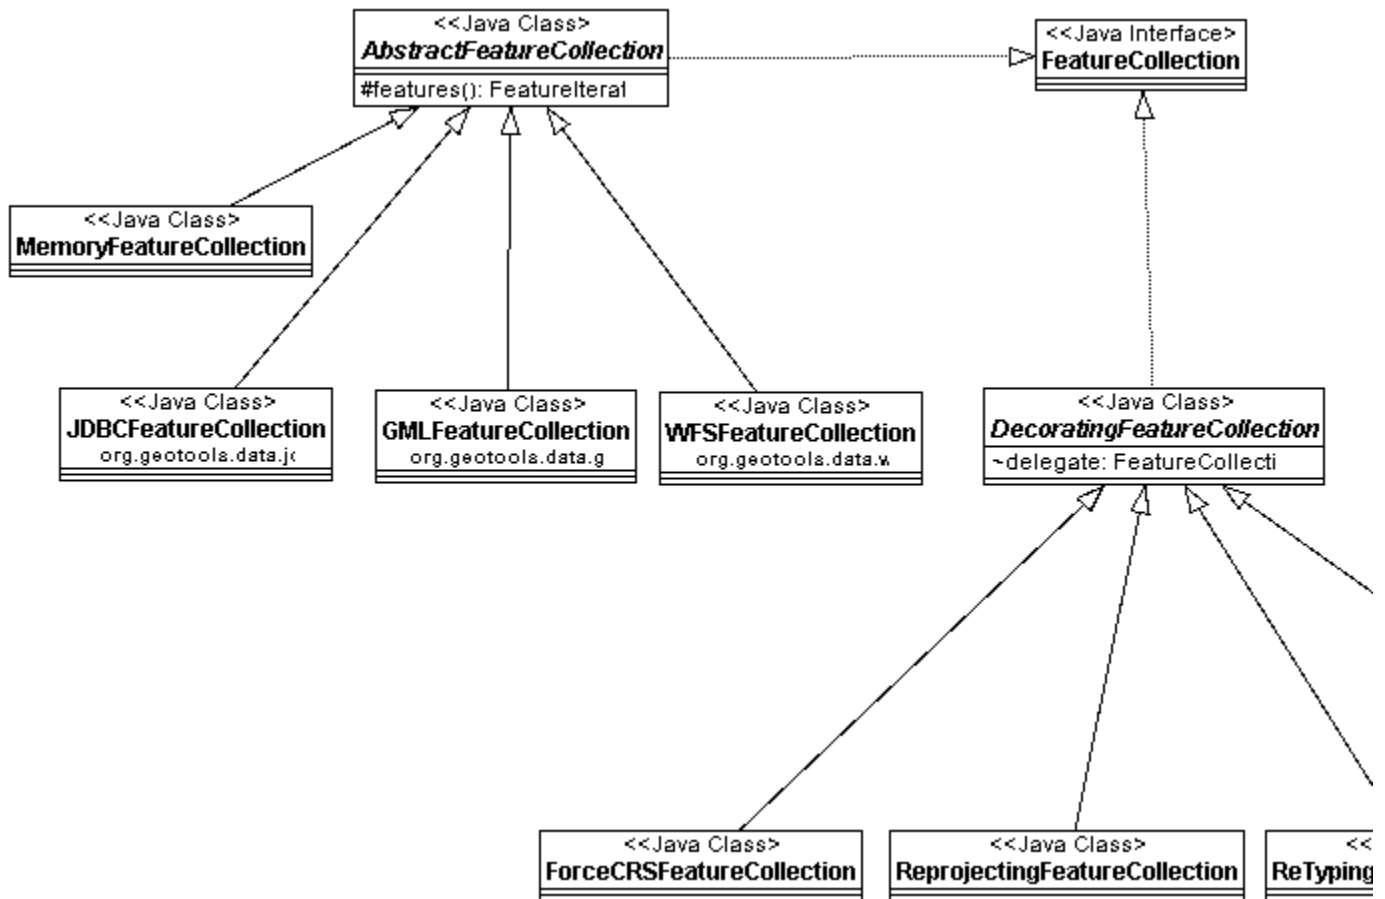 <<Java Class>
AbstractFeatureCollection
#features(): FeatureIterat
<<Java Interface>
FeatureCollection
<<Java Class>
MemoryFeatureCollection
<<Java Class>
JDBCFeatureCollection
org.geotools.data.jc
<<Java Class>
GMLFeatureCollection
org.geotools.data.g
<<Java Class>
WFSFeatureCollection
org.geotools.data.w
<<Java Class>
DecoratingFeatureCollection
~delegate: FeatureCollecti
<<Java Class>
ForceCRSFeatureCollection
<<Java Class>
ReprojectingFeatureCollection
<<
ReTyping